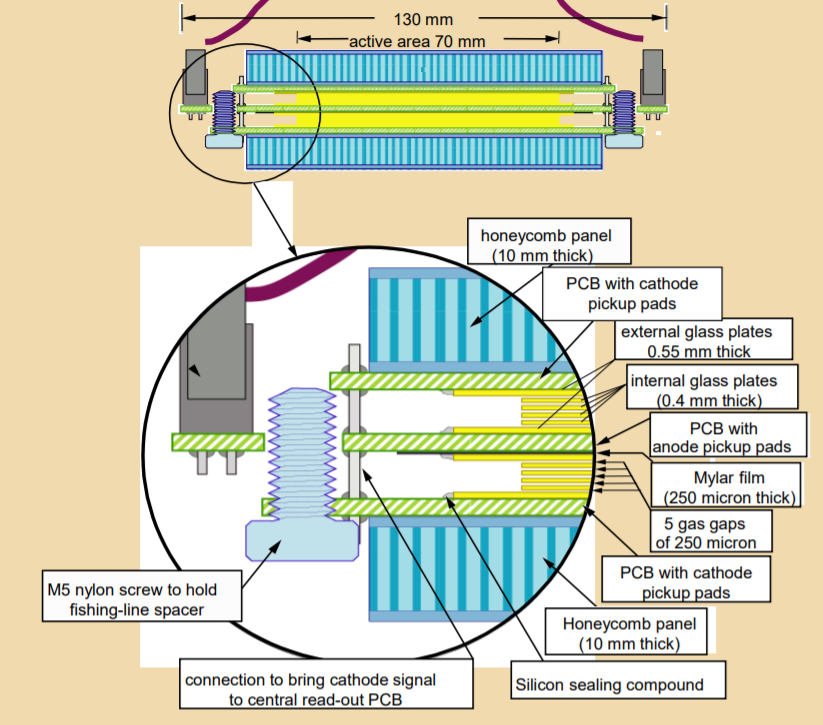 130 mm
active area 70 mm
honeycomb panel
(10 mm thick)
PCB with cathode
pickup pads
external glass plates
0.55 mm thick
internal glass plates
(0.4 mm thick)
PCB with
anode pickup pads
Mylar film
(250 micron thick)
5 gas gaps
of 250 micron
PCB with cathode
pickup pads
M5 nylon screw to hold
fishing-line spacer
Honeycomb panel
(10 mm thick)
connection to bring cathode signal
to central read-out PCB
Silicon sealing compound